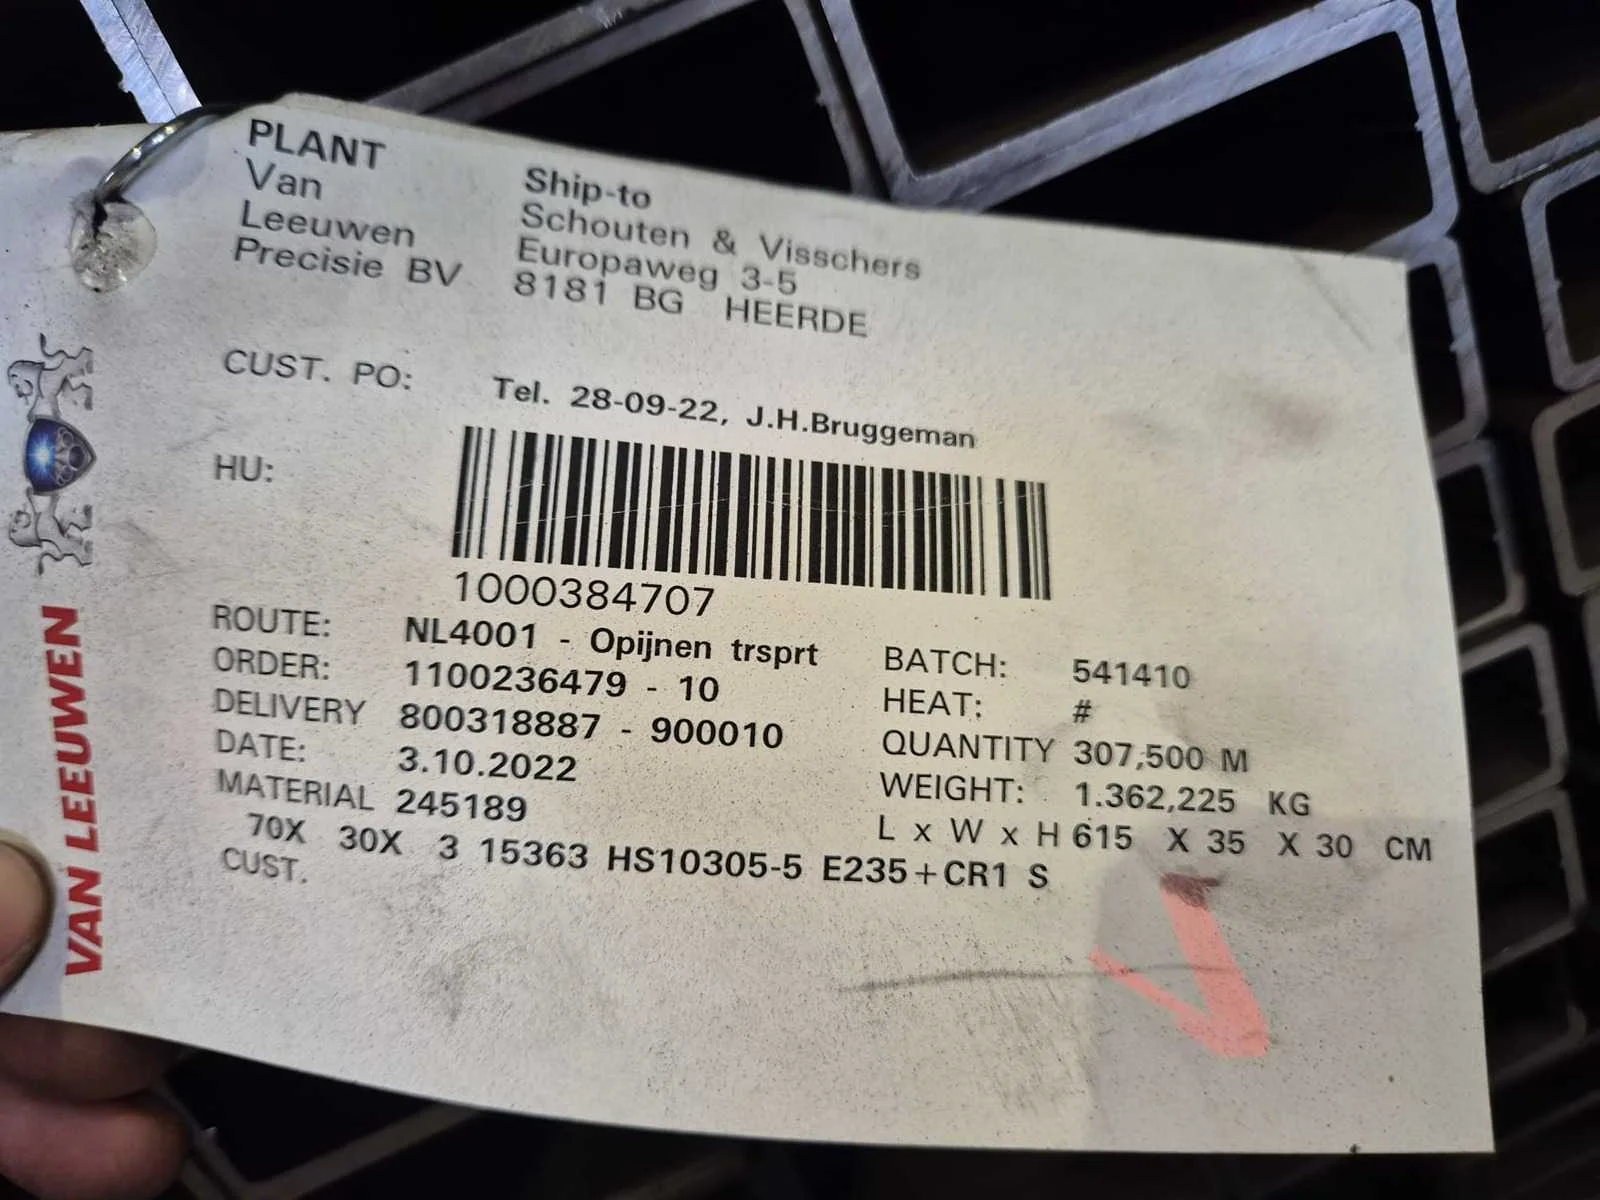 PLANT
Van
Leeuwen
Precisie BV
Ship-to
Schouten & Visschers
Europaweg 3-5
8181 BG HEERDE
CUST. PO: Tel. 28-09-22, J.H.Bruggeman
HU:
1000384707
ROUTE: NL4001 - Opijnen trsprt
ORDER: 1100236479 - 10
DELIVERY 800318887 - 900010
DATE: 3.10.2022
MATERIAL 245189
BATCH: 541410
HEAT: #
QUANTITY 307,500 M
WEIGHT: 1.362,225 KG
L x W x H 615 X 35 X 30 CM
70X 30X 3 15363 HS10305-5 E235+CR1 S
CUST.
VAN LEEUWEN